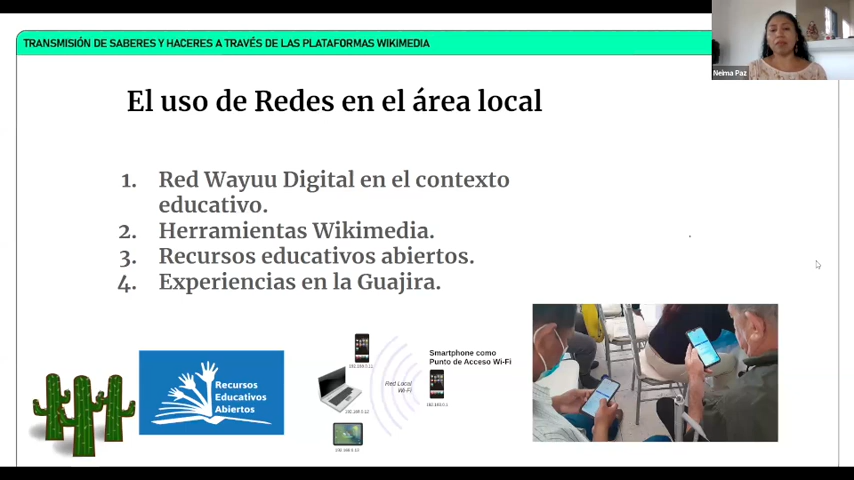 TRANSMISIÓN DE SABERES Y HACERES A TRAVÉS DE LAS PLATAFORMAS WIKIMEDIA
Neima Paz
El uso de Redes en el área local
1. Red Wayuu Digital en el contexto
educativo.
2. Herramientas Wikimedia.
3. Recursos educativos abiertos.
4. Experiencias en la Guajira.
Recursos
Educativos
Abiertos
Smartphone como
Punto de Acceso Wi-Fi
Red Local
Wi-Fi